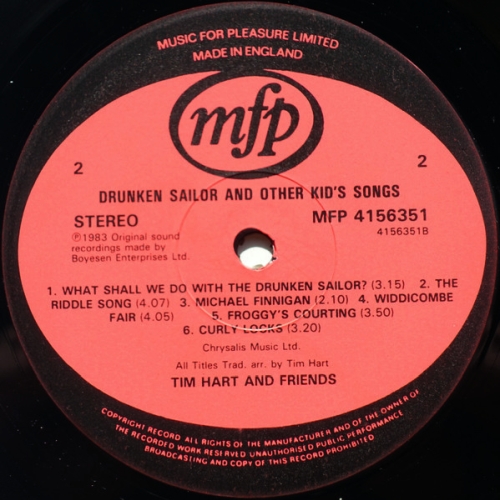 MUSIC FOR PLEASURE LIMITED
MADE IN ENGLAND
mfp
2 2
DRUNKEN SAILOR AND OTHER KID'S SONGS
STEREO MFP 4156351
℗1983 Original sound 4156351B
recordings made by
Boyesen Enterprises Ltd.
1. WHAT SHALL WE DO WITH THE DRUNKEN SAILOR? (3.15) 2. THE
RIDDLE SONG (4.07) 3. MICHAEL FINNIGAN (2.10) 4. WIDDICOMBE
FAIR (4.05) 5. FROGGY'S COURTING (3.50)
6. CURLY LOCKS (3.20)
Chrysalis Music Ltd.
All Titles Trad. arr. by Tim Hart
TIM HART AND FRIENDS
COPYRIGHT RECORD ALL RIGHTS OF THE MANUFACTURER AND OF THE OWNER OF
THE RECORDED WORK RESERVED UNAUTHORISED PUBLIC PERFORMANCE
BROADCASTING AND COPY OF THIS RECORD PROHIBITED